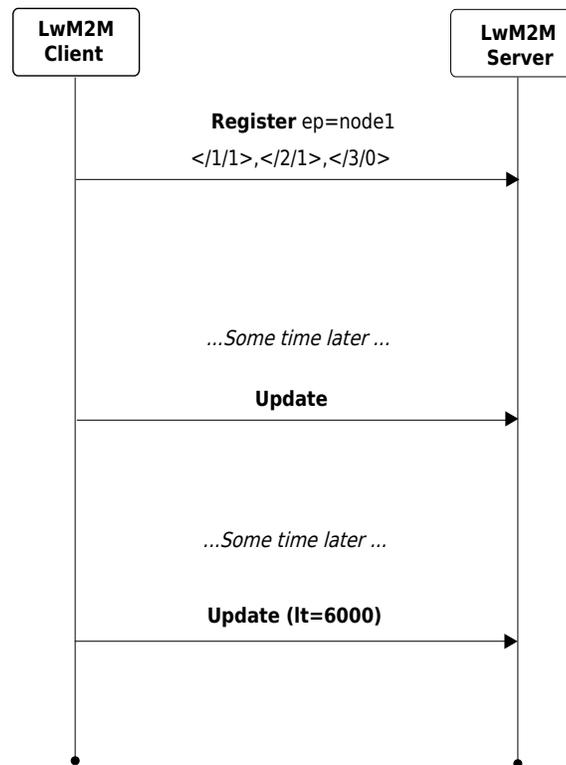 LwM2M
Client
LwM2M
Server
Register ep=node1
</1/1>,</2/1>,</3/0>
...Some time later ...
Update
...Some time later ...
Update (lt=6000)